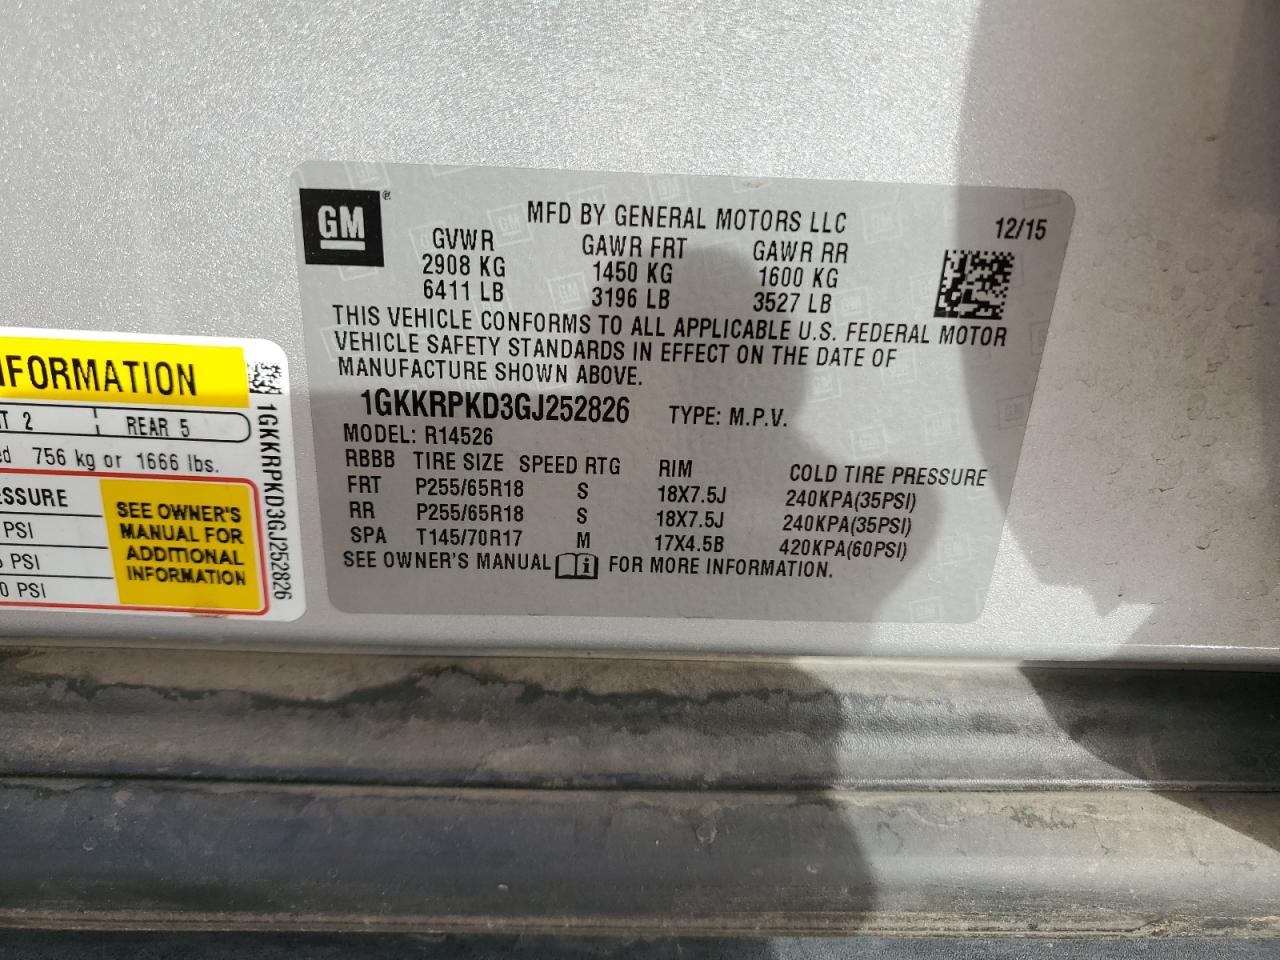 GM ®
MFD BY GENERAL MOTORS LLC 12/15
GVWR GAWR FRT GAWR RR
2908 KG 1450 KG 1600 KG
6411 LB 3196 LB 3527 LB
THIS VEHICLE CONFORMS TO ALL APPLICABLE U.S. FEDERAL MOTOR
VEHICLE SAFETY STANDARDS IN EFFECT ON THE DATE OF
MANUFACTURE SHOWN ABOVE.
1GKKRPKD3GJ252826 TYPE: M.P.V.
MODEL: R14526
RBBB TIRE SIZE SPEED RTG RIM COLD TIRE PRESSURE
FRT P255/65R18 S 18X7.5J 240KPA(35PSI)
RR P255/65R18 S 18X7.5J 240KPA(35PSI)
SPA T145/70R17 M 17X4.5B 420KPA(60PSI)
SEE OWNER'S MANUAL i FOR MORE INFORMATION.
FORMATION
2 REAR 5
756 kg or 1666 lbs.
PSI
PSI
PSI
SEE OWNER'S
MANUAL FOR
ADDITIONAL
INFORMATION
1GKKRPKD3GJ252826